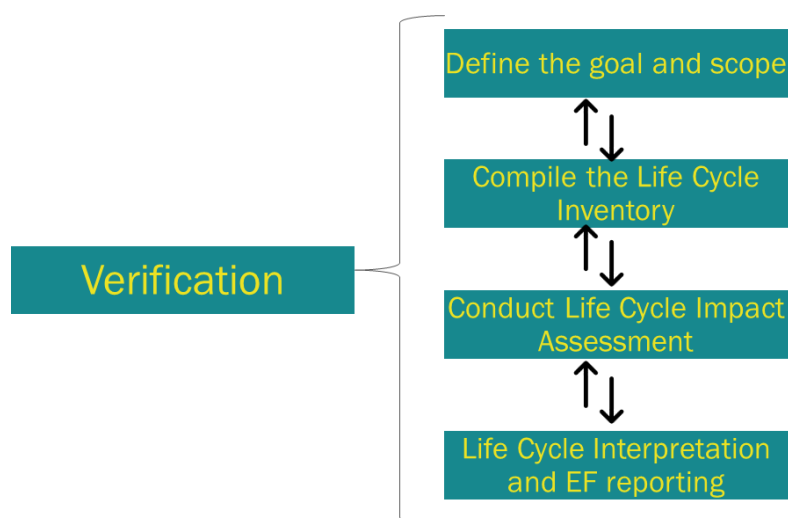 Define the goal and scope
Compile the Life Cycle
Inventory
Verification
Conduct Life Cycle Impact
Assessment
Life Cycle Interpretation
and EF reporting